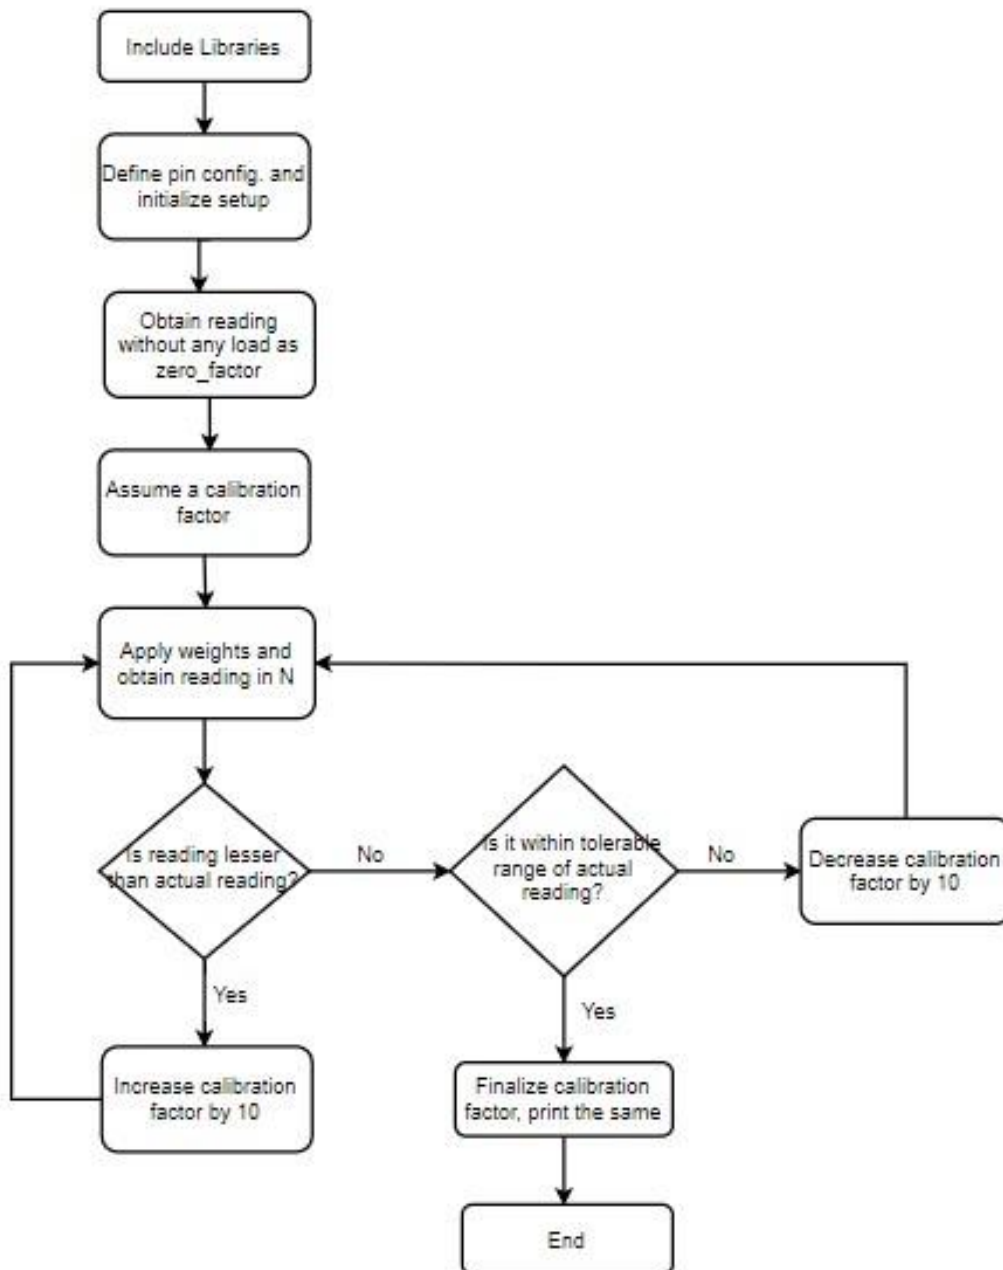 Include Libraries
Define pin config. and
initialize setup
Obtain reading
without any load as
zero_factor
Assume a calibration
factor
Apply weights and
obtain reading in N
Is reading lesser
than actual reading?
No
Is it within tolerable
range of actual
reading?
No
Decrease calibration
factor by 10
Yes
Yes
Increase calibration
factor by 10
Finalize calibration
factor, print the same
End